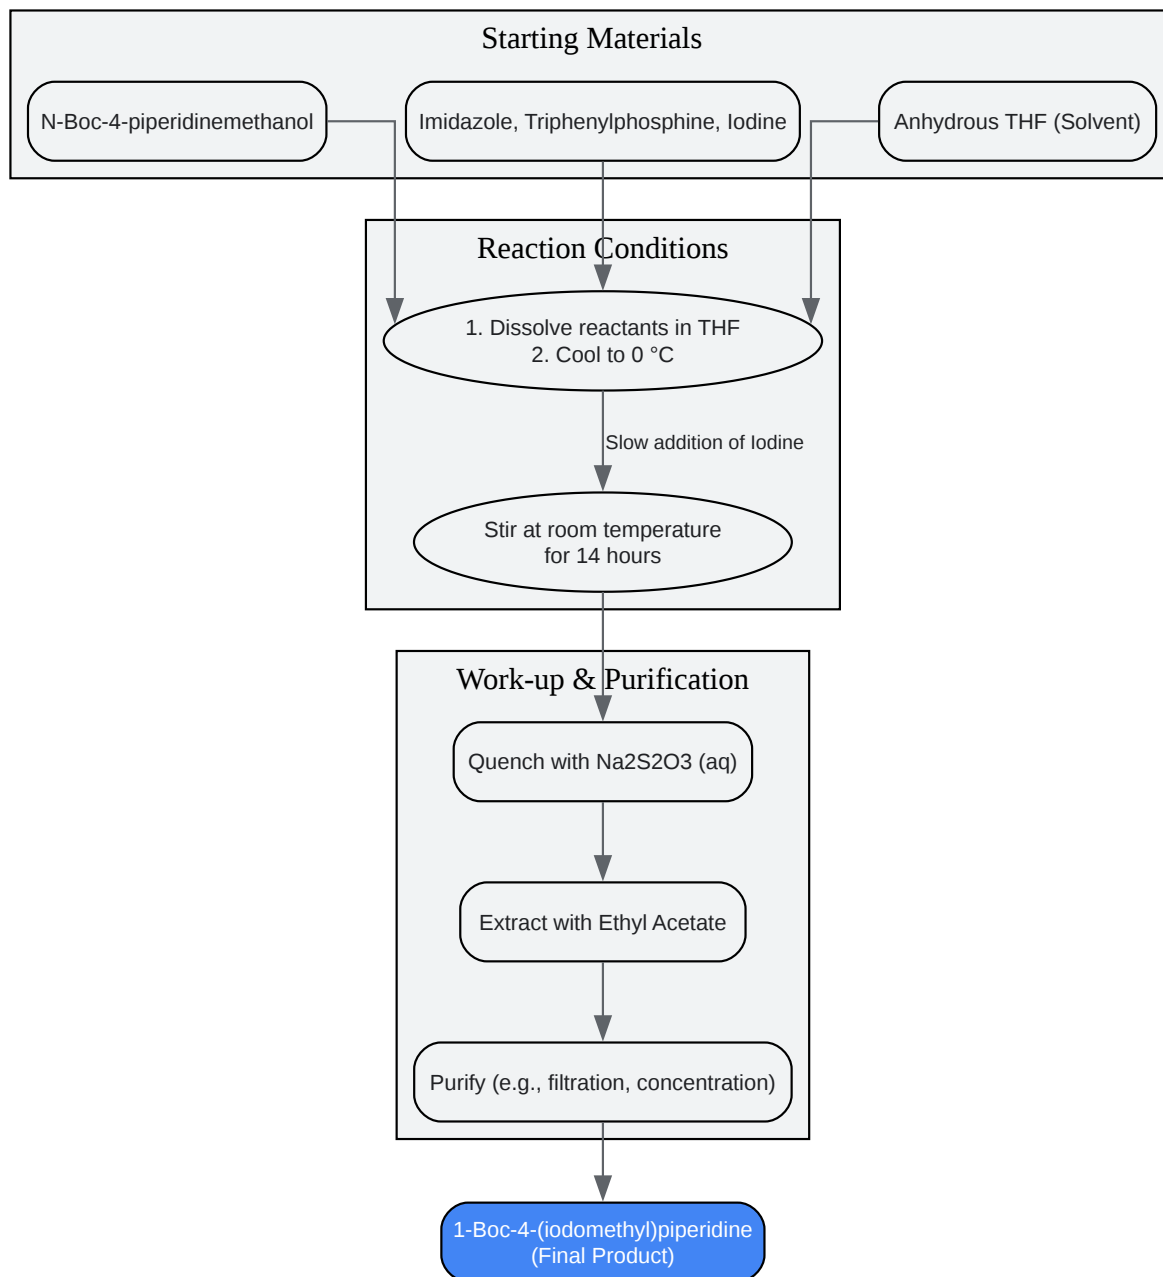 Starting Materials
N-Boc-4-piperidinemethanol
Imidazole, Triphenylphosphine, Iodine
Anhydrous THF (Solvent)
Reaction Conditions
1. Dissolve reactants in THF
2. Cool to 0 °C
Slow addition of Iodine
Stir at room temperature
for 14 hours
Work-up & Purification
Quench with Na2S2O3 (aq)
Extract with Ethyl Acetate
Purify (e.g., filtration, concentration)
1-Boc-4-(iodomethyl)piperidine
(Final Product)